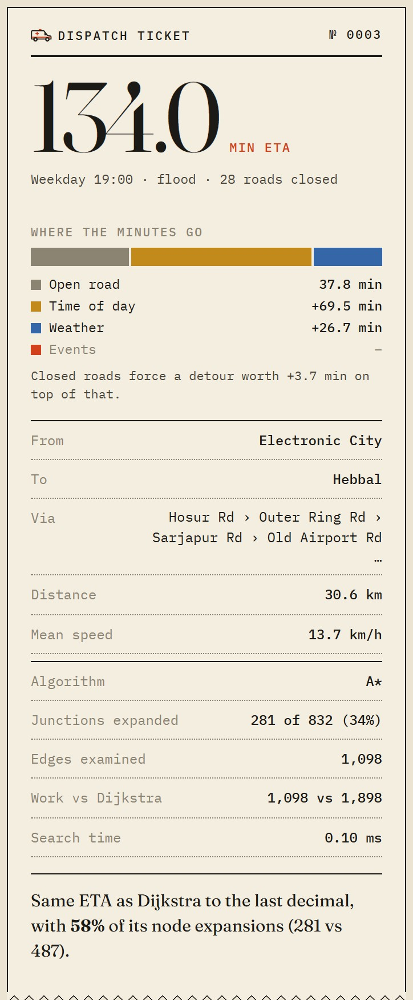 DISPATCH TICKET № 0003
134.0 MIN ETA
Weekday 19:00 · flood · 28 roads closed
WHERE THE MINUTES GO
Open road 37.8 min
Time of day +69.5 min
Weather +26.7 min
Events —
Closed roads force a detour worth +3.7 min on
top of that.
From Electronic City
To Hebbal
Via Hosur Rd › Outer Ring Rd ›
Sarjapur Rd › Old Airport Rd
…
Distance 30.6 km
Mean speed 13.7 km/h
Algorithm A*
Junctions expanded 281 of 832 (34%)
Edges examined 1,098
Work vs Dijkstra 1,098 vs 1,898
Search time 0.10 ms
Same ETA as Dijkstra to the last decimal,
with 58% of its node expansions (281 vs
487).